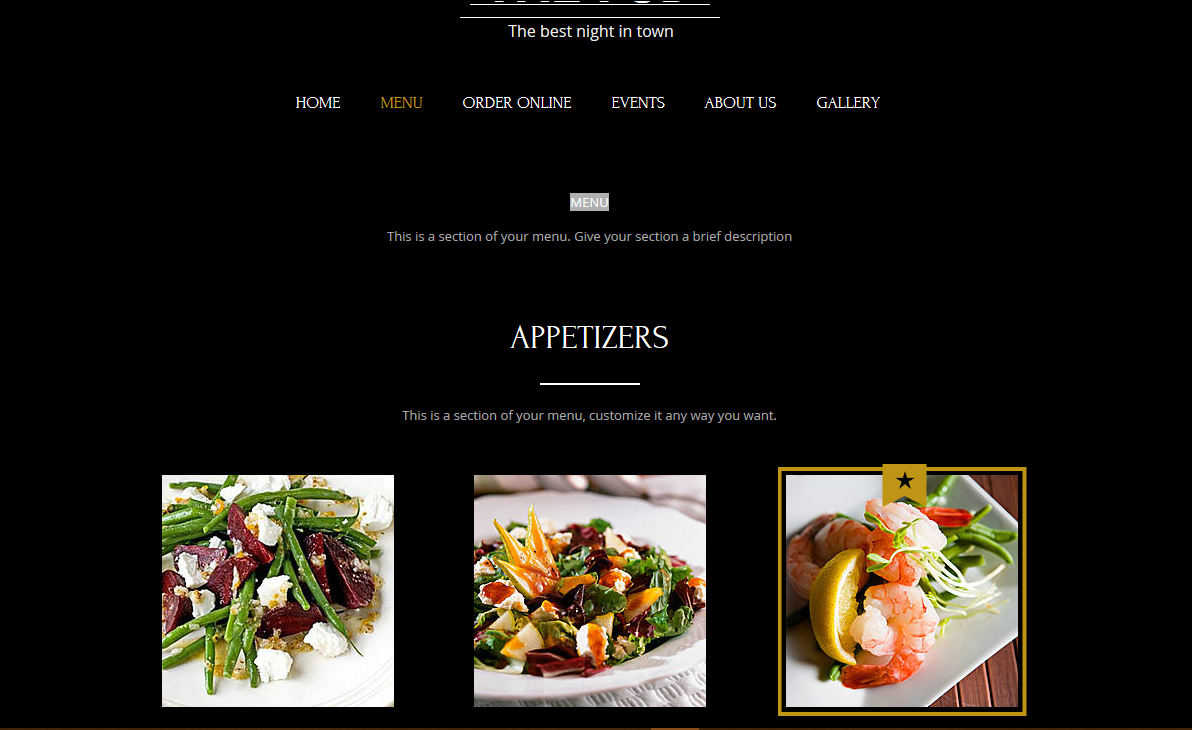 The best night in town
HOME MENU ORDER ONLINE EVENTS ABOUT US GALLERY
MENU
This is a section of your menu. Give your section a brief description
APPETIZERS
This is a section of your menu, customize it any way you want.